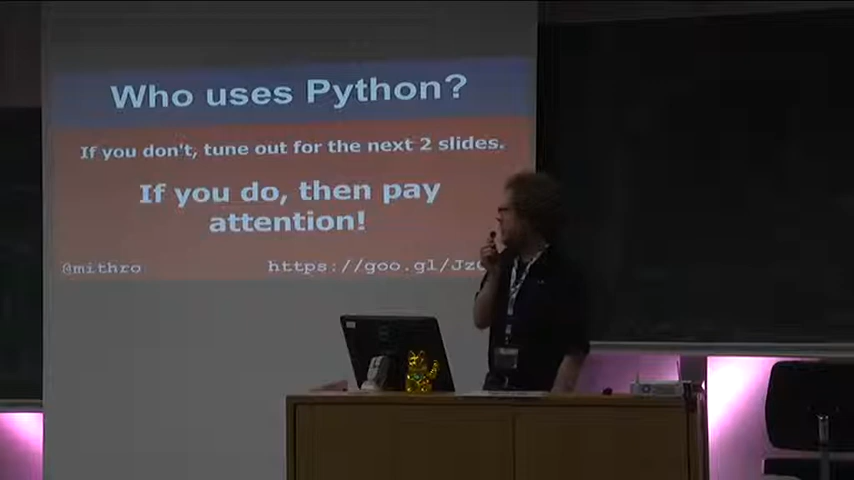 Who uses Python?
If you don't, tune out for the next 2 slides.
If you do, then pay
attention!
@mithro
https://goo.gl/Jz